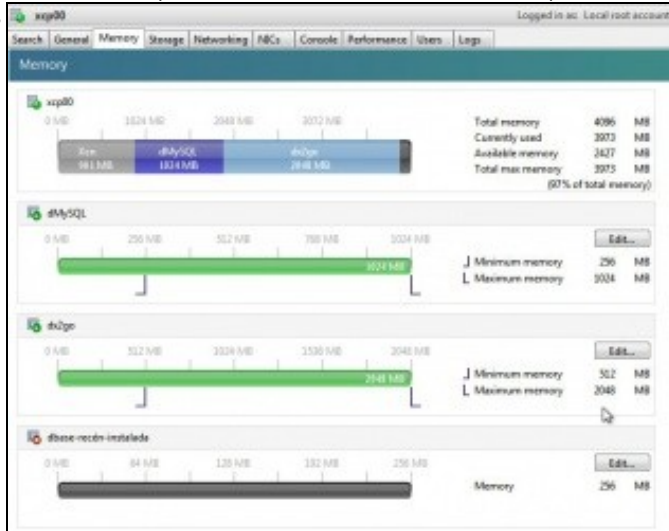 xcp00
Logged in as: Local root account
Search General Memory Storage Networking NICs Console Performance Users Logs
Memory
xcp00
0 MB 1024 MB 2048 MB 3072 MB
Xen dMySQL dx2go
901 MB 1024 MB 2048 MB
Total memory 4096 MB
Currently used 3973 MB
Available memory 2427 MB
Total max memory 3973 MB
(97% of total memory)
dMySQL
0 MB 256 MB 512 MB 768 MB 1024 MB
1024 MB
Edit...
Minimum memory 256 MB
Maximum memory 1024 MB
dx2go
0 MB 512 MB 1024 MB 1536 MB 2048 MB
2048 MB
Edit...
Minimum memory 512 MB
Maximum memory 2048 MB
dbase-recén-instalada
0 MB 64 MB 128 MB 192 MB 256 MB
Edit...
Memory 256 MB